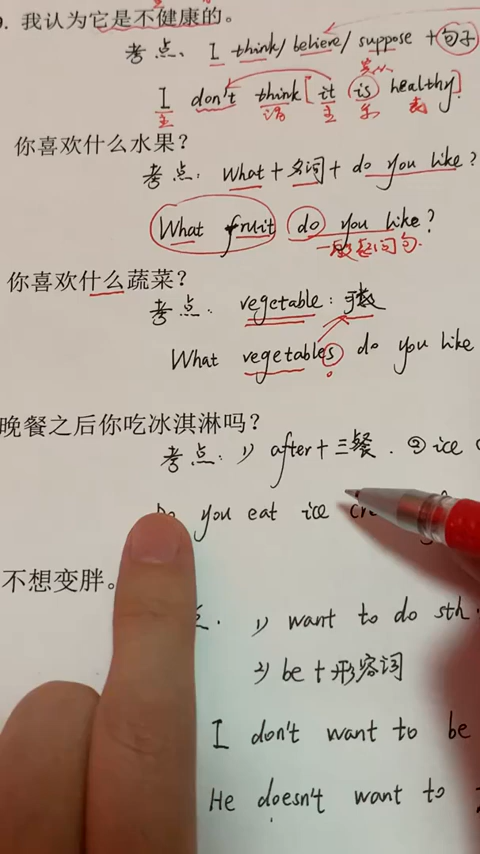 9. 我认为它是不健康的。
考点、I think/believe/suppose + 句子
宾从
I don't think [it is healthy]
主 谓 主 系 表
你喜欢什么水果?
考点: What + 名词 + do you like?
What fruit do you like?
一般疑问句.
你喜欢什么蔬菜?
考点: vegetable: 可数
What vegetables do you like
晚餐之后你吃冰淇淋吗?
考点: 1) after + 三餐. ② ice
you eat ice
不想变胖。
点. 1) want to do sth.
2) be + 形容词
I don't want to be
He doesn't want to